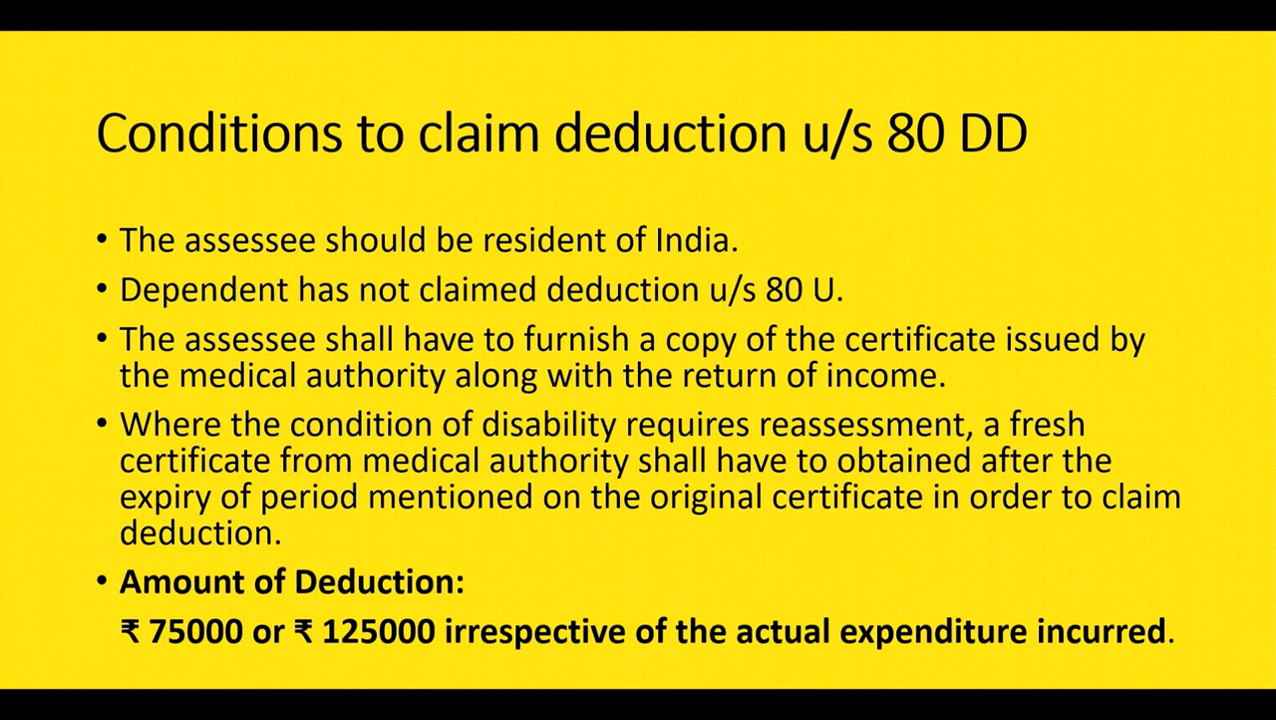 Conditions to claim deduction u/s 80 DD
• The assessee should be resident of India.
• Dependent has not claimed deduction u/s 80 U.
• The assessee shall have to furnish a copy of the certificate issued by
the medical authority along with the return of income.
• Where the condition of disability requires reassessment, a fresh
certificate from medical authority shall have to obtained after the
expiry of period mentioned on the original certificate in order to claim
deduction.
• Amount of Deduction:
₹ 75000 or ₹ 125000 irrespective of the actual expenditure incurred.